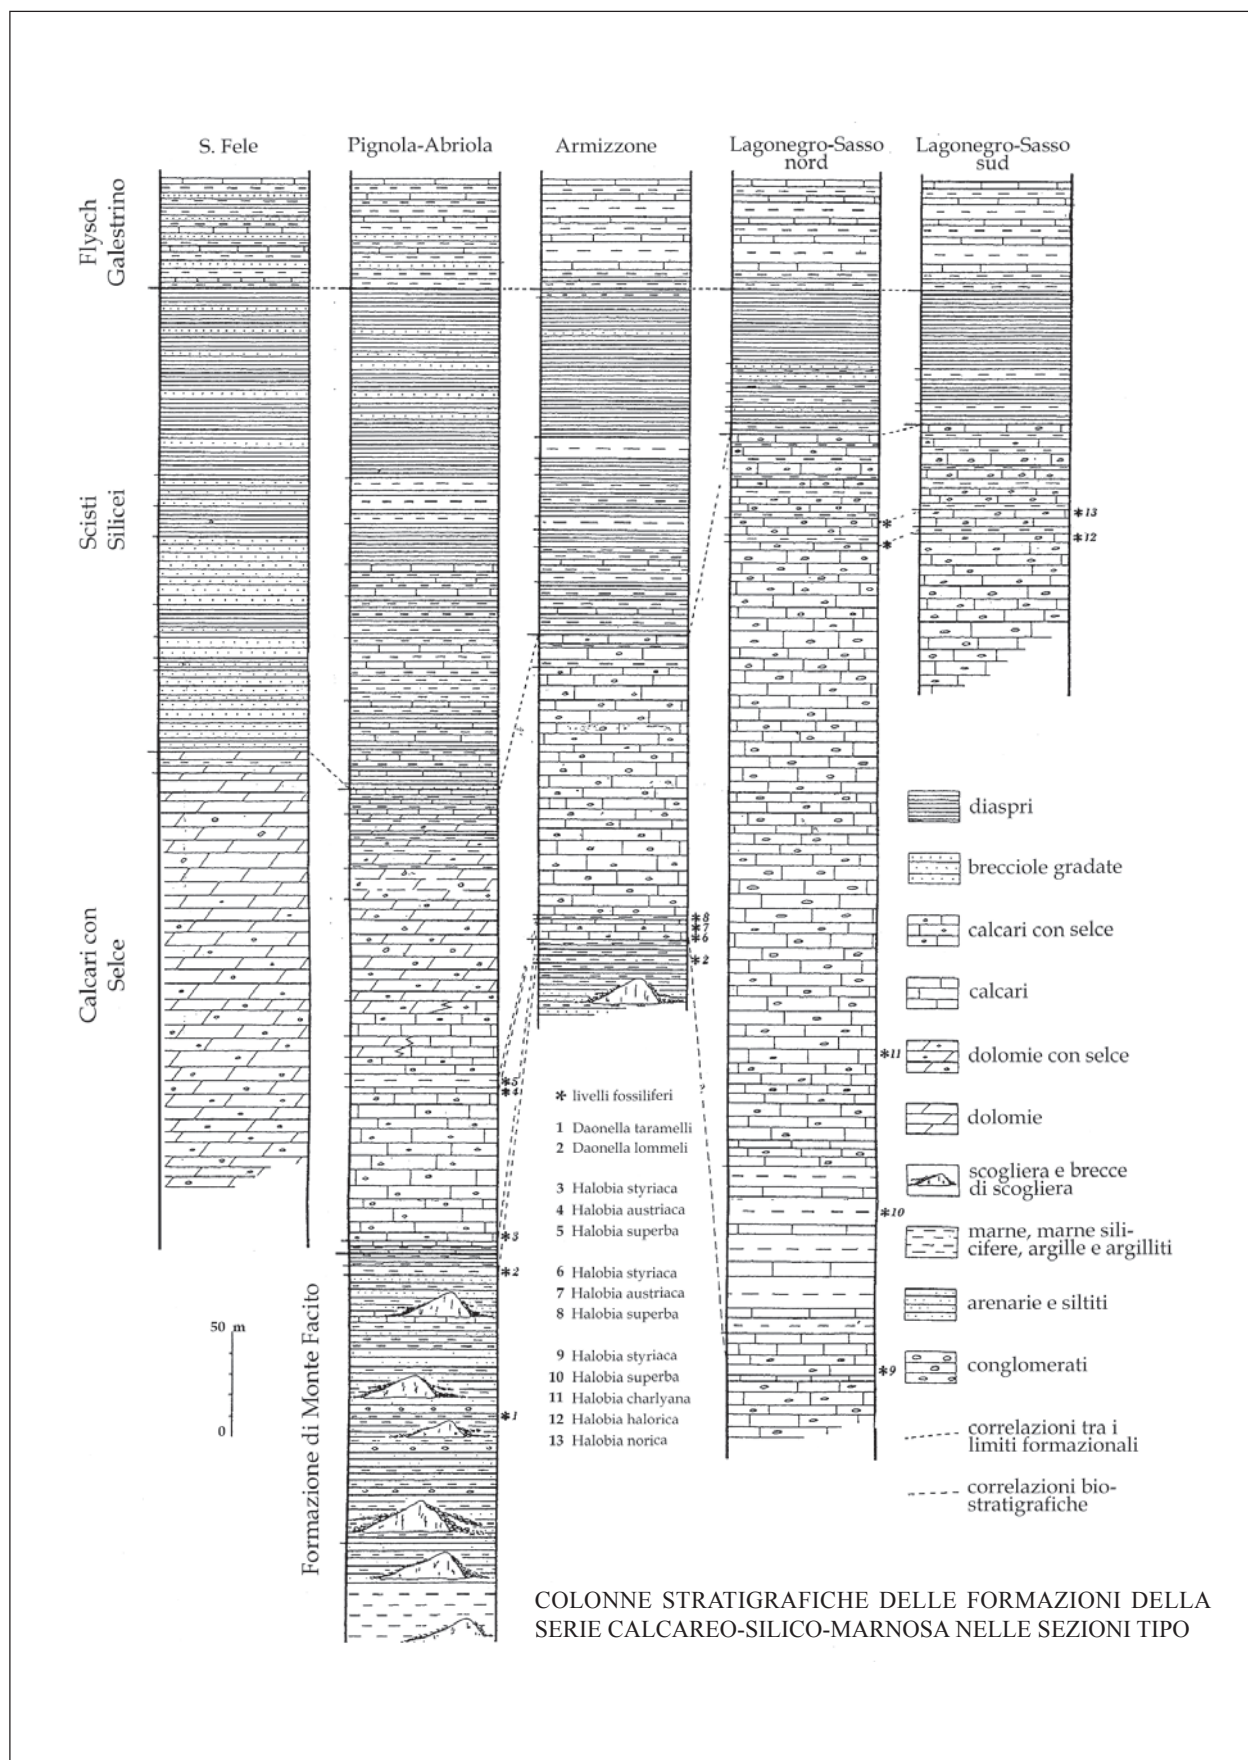 S. Fele
Pignola-Abriola
Armizzone
Lagonegro-Sasso
nord
Lagonegro-Sasso
sud
Flysch
Galestrino
Scisti
Silicei
Calcari con
Selce
Formazione di Monte Facito
50 m
0
*5
*4
*3
*2
*1
*8
*7
*6
*2
*
*
*11
*10
*9
*13
*12
?
* livelli fossiliferi
1 Daonella taramelli
2 Daonella lommeli
3 Halobia styriaca
4 Halobia austriaca
5 Halobia superba
6 Halobia styriaca
7 Halobia austriaca
8 Halobia superba
9 Halobia styriaca
10 Halobia superba
11 Halobia charlyana
12 Halobia halorica
13 Halobia norica
diaspri
brecciole gradate
calcari con selce
calcari
dolomie con selce
dolomie
scogliera e brecce
di scogliera
marne, marne sili-
cifere, argille e argilliti
arenarie e siltiti
conglomerati
correlazioni tra i
limiti formazionali
correlazioni bio-
stratigrafiche
COLONNE STRATIGRAFICHE DELLE FORMAZIONI DELLA
SERIE CALCAREO-SILICO-MARNOSA NELLE SEZIONI TIPO